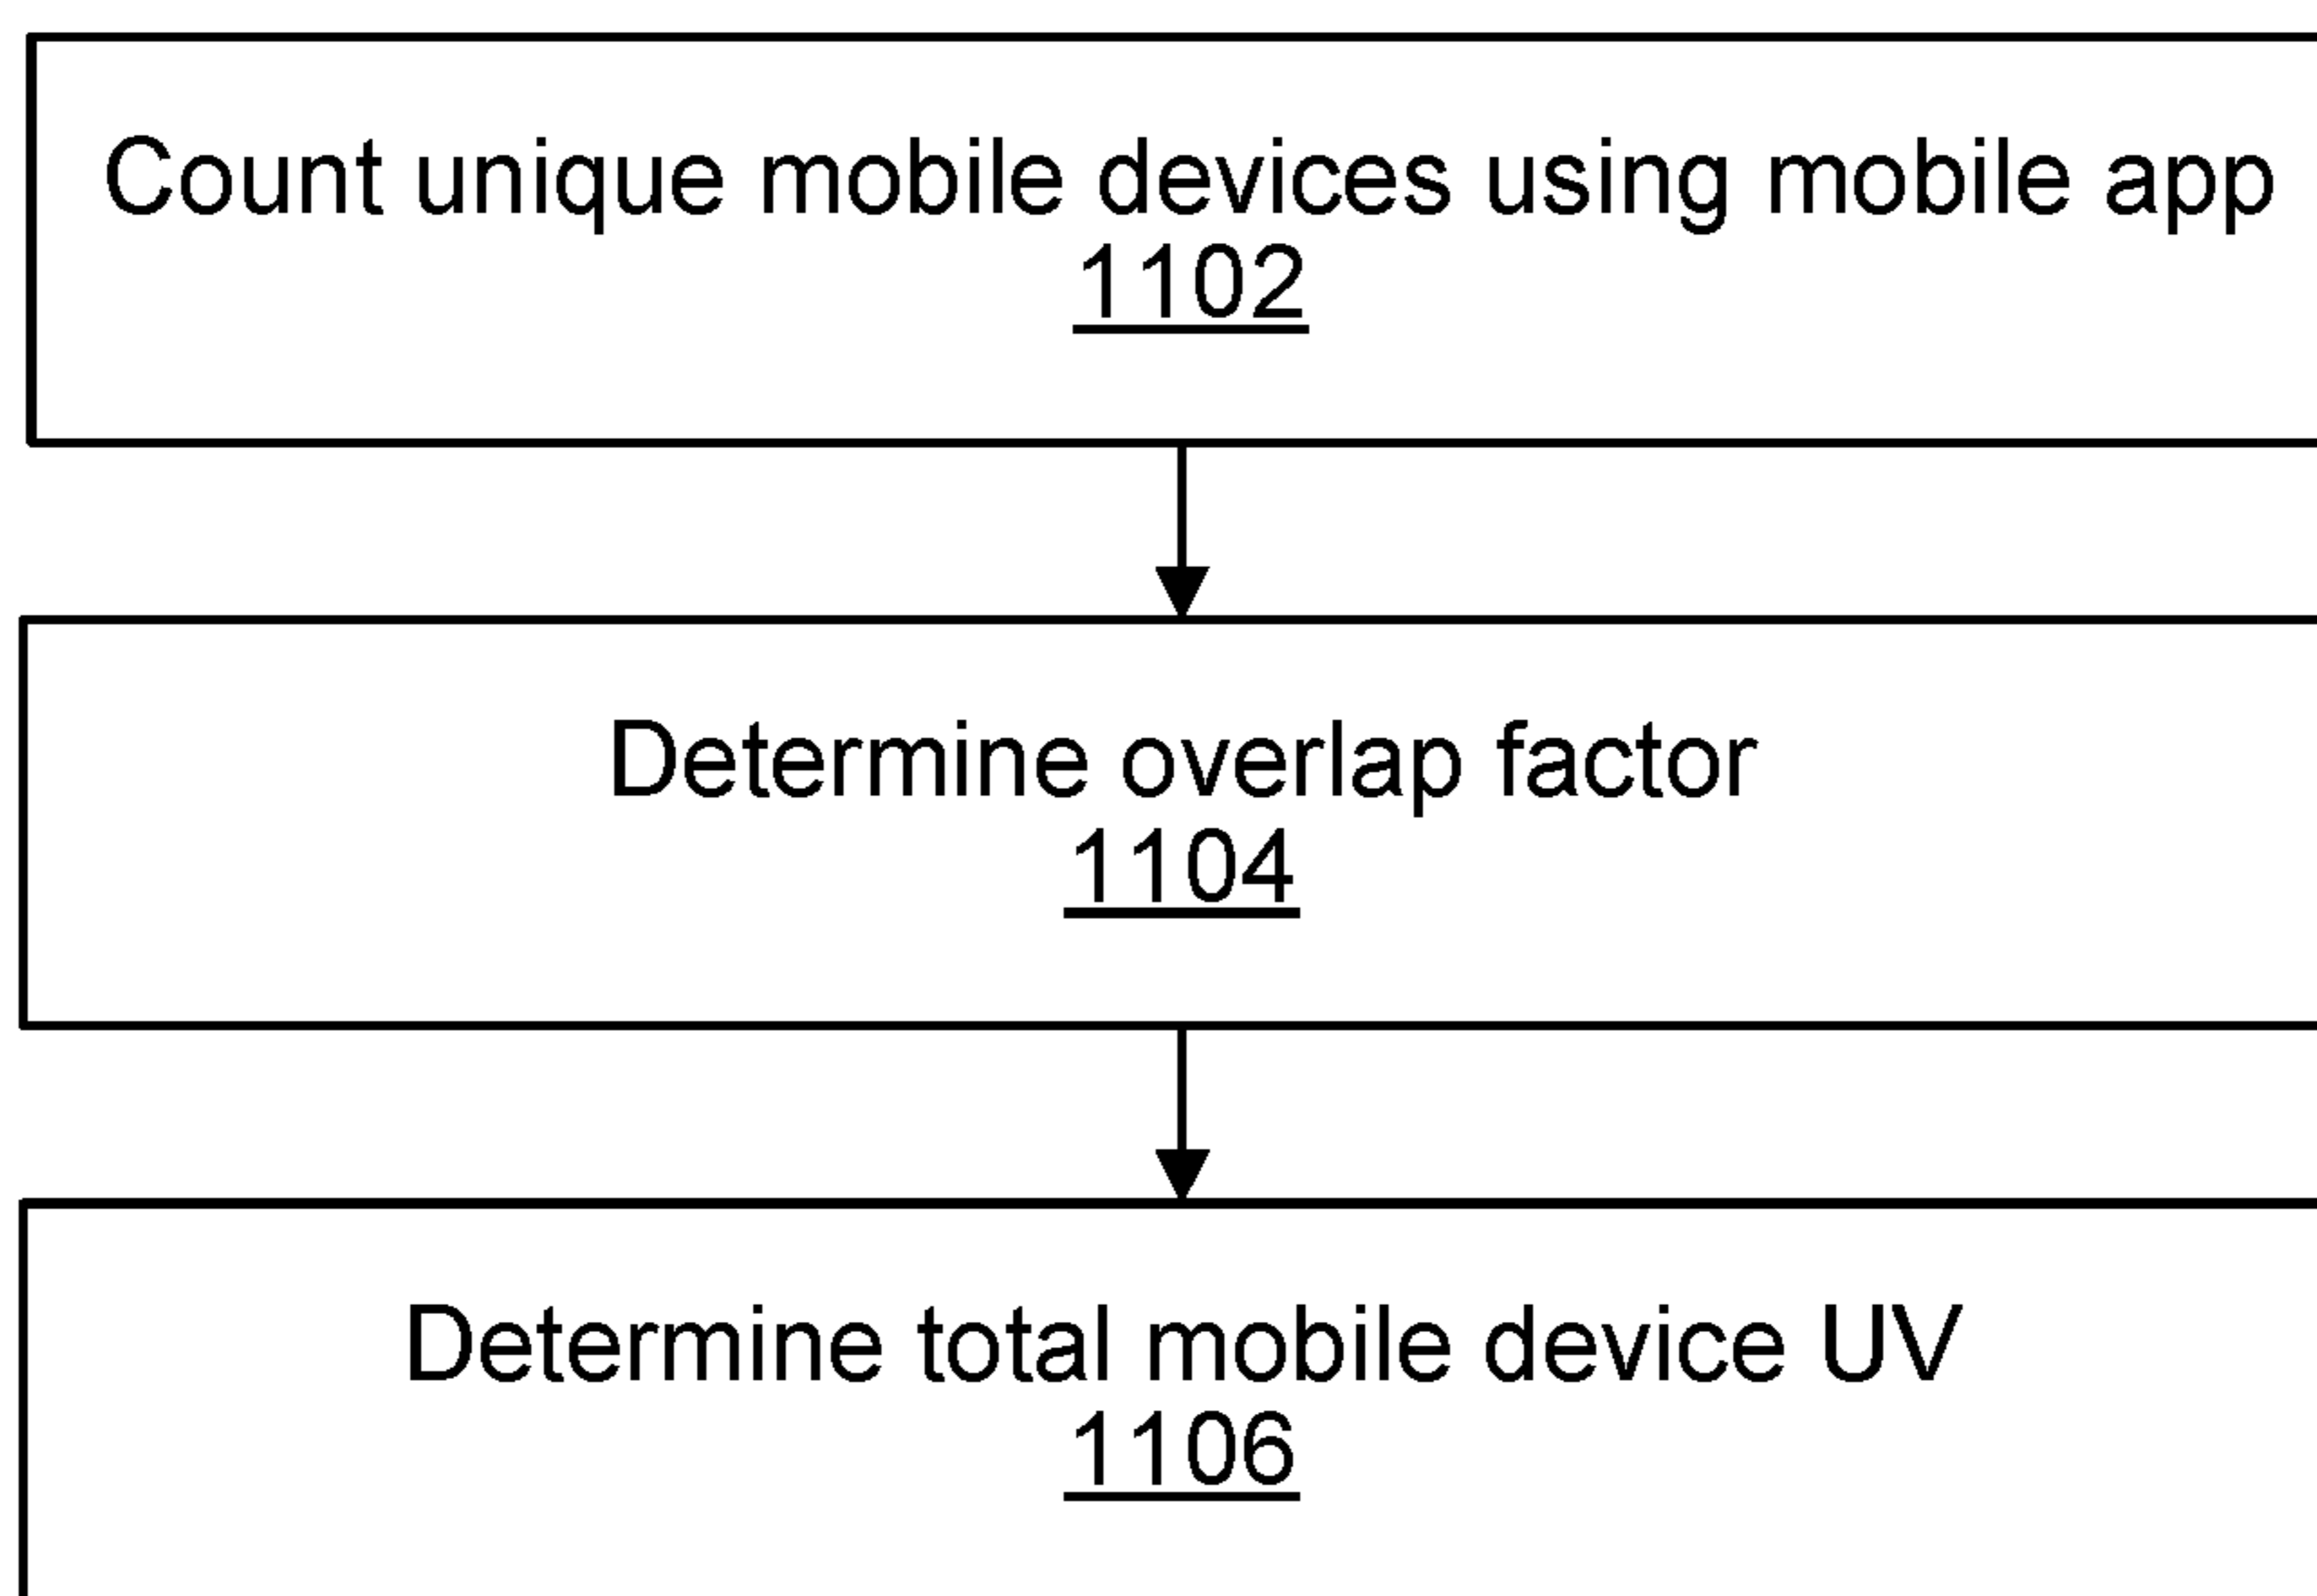 Count unique mobile devices using mobile app
1102
Determine overlap factor
1104
Determine total mobile device UV
1106